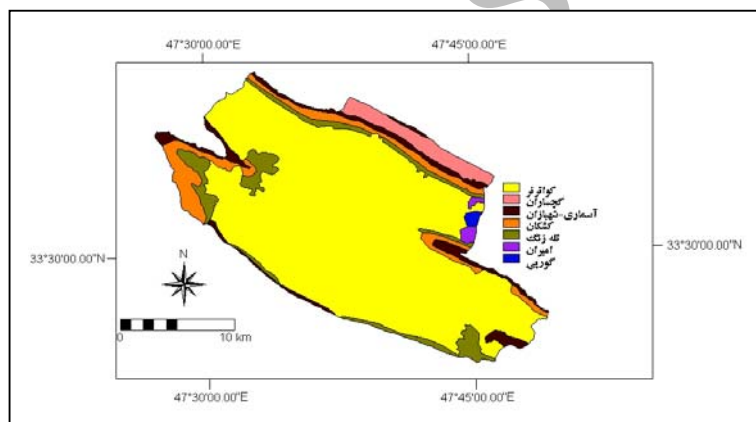 47°30'00.00"E 47°45'00.00"E
کواترنر
گچساران
آسماری-شهبازان
کشکان
تله زنگ
امیران
گورپی
33°30'00.00"N 33°30'00.00"N
N
0 10 km
47°30'00.00"E 47°45'00.00"E